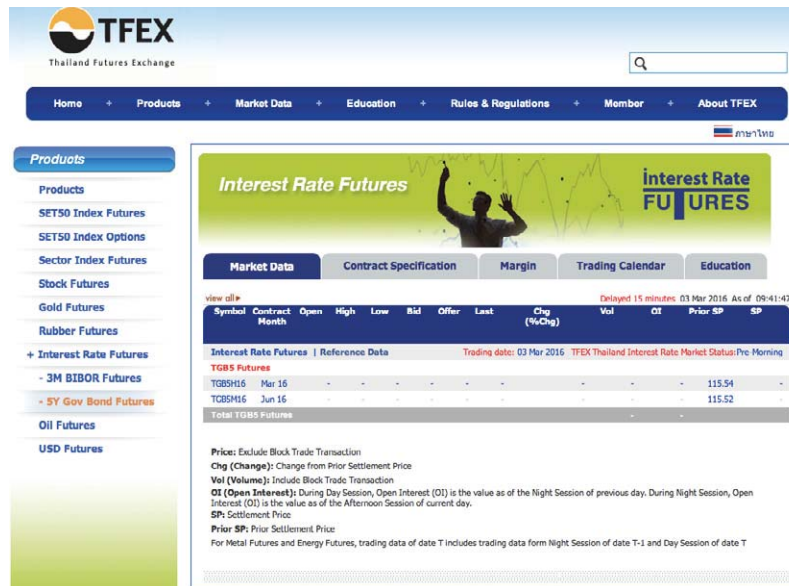 TFEX
Thailand Futures Exchange
Home + Products + Market Data + Education + Rules & Regulations + Member + About TFEX
ภาษาไทย
Products
Products
SET50 Index Futures
SET50 Index Options
Sector Index Futures
Stock Futures
Gold Futures
Rubber Futures
+ Interest Rate Futures
- 3M BIBOR Futures
- 5Y Gov Bond Futures
Oil Futures
USD Futures
Interest Rate Futures
interest Rate
FUTURES
Market Data Contract Specification Margin Trading Calendar Education
view all Delayed 15 minutes 03 Mar 2016 As of 09:41:42
Symbol Contract Month Open High Low Bid Offer Last Chg (%Chg) Vol OI Prior SP SP
Interest Rate Futures | Reference Data Trading date: 03 Mar 2016 TFEX Thailand Interest Rate Market Status:Pre-Morning
TGB5 Futures
TGB5H16 Mar 16 - - - - - - - - - 115.54 -
TGB5M16 Jun 16 - - - - - - - - - 115.52 -
Total TGB5 Futures - -
Price: Exclude Block Trade Transaction
Chg (Change): Change from Prior Settlement Price
Vol (Volume): Include Block Trade Transaction
OI (Open Interest): During Day Session, Open Interest (OI) is the value as of the Night Session of previous day. During Night Session, Open
Interest (OI) is the value as of the Afternoon Session of current day.
SP: Settlement Price
Prior SP: Prior Settlement Price
For Metal Futures and Energy Futures, trading data of date T includes trading data form Night Session of date T-1 and Day Session of date T